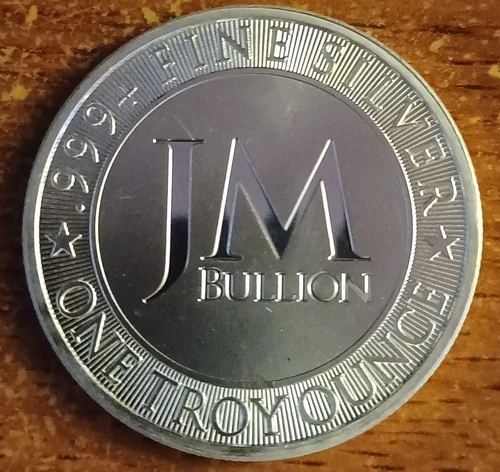 .999+ FINE SILVER
JM
BULLION
ONE TROY OUNCE